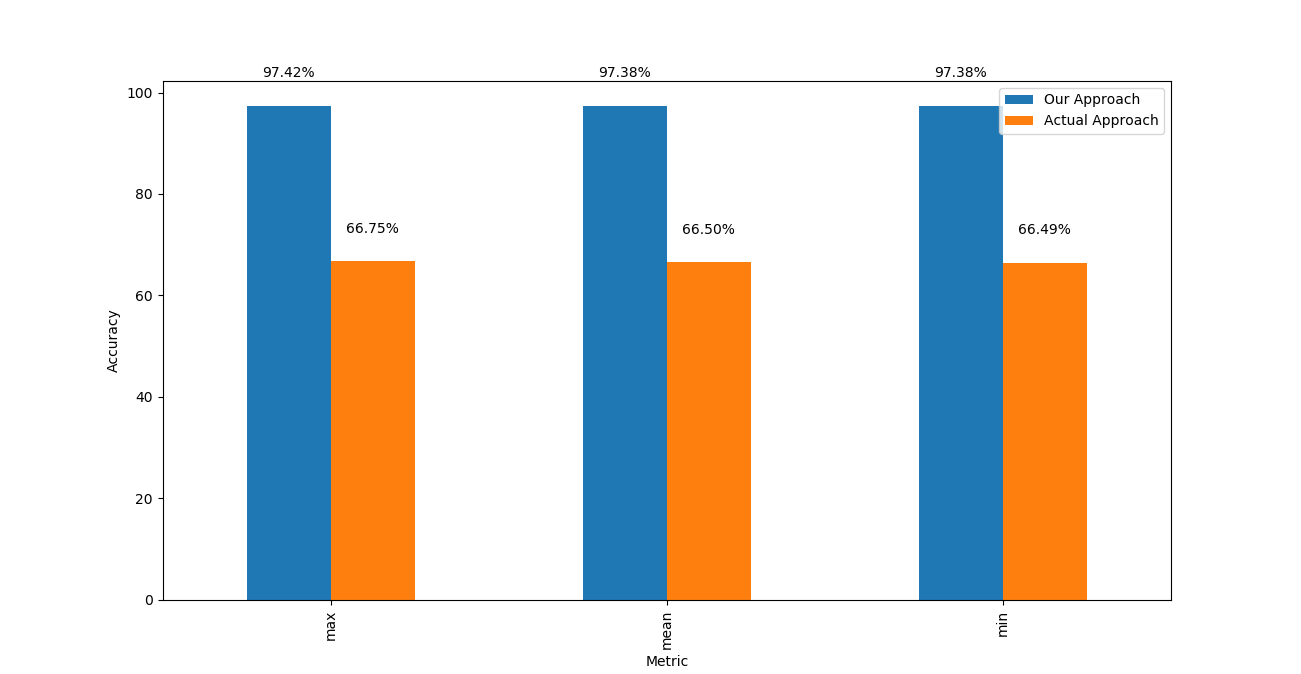 97.42%
97.38%
97.38%
100
Our Approach
Actual Approach
80
66.75%
66.50%
66.49%
60
Accuracy
40
20
0
max
mean
min
Metric